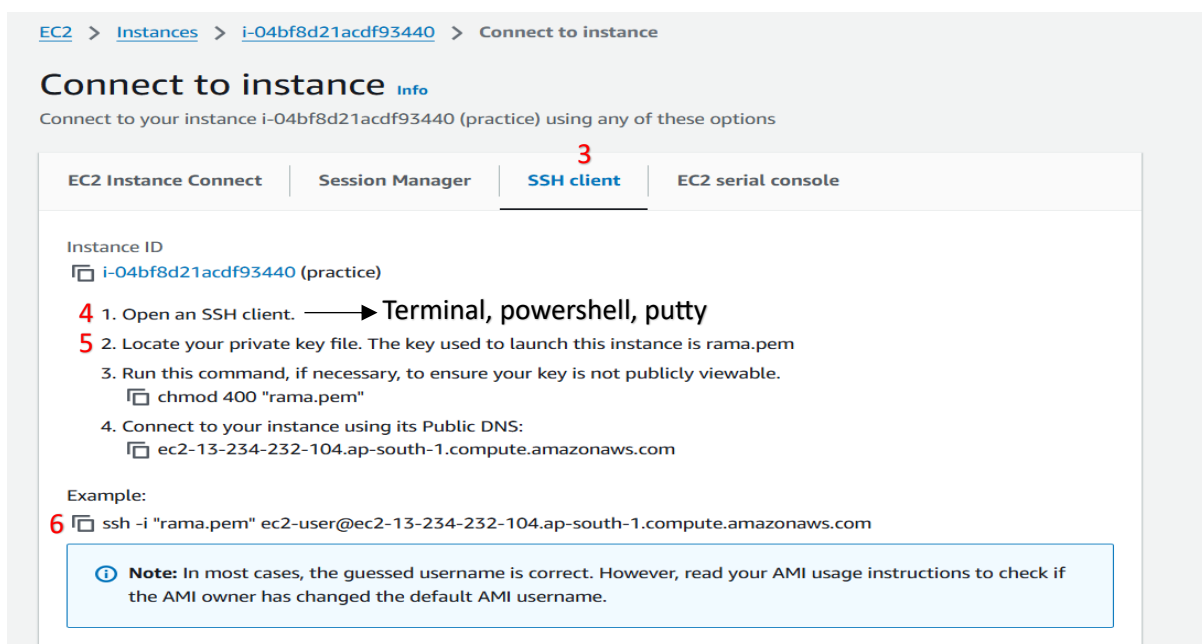 EC2 > Instances > i-04bf8d21acdf93440 > Connect to instance
Connect to instance Info
Connect to your instance i-04bf8d21acdf93440 (practice) using any of these options
3
EC2 Instance Connect Session Manager SSH client EC2 serial console
Instance ID
i-04bf8d21acdf93440 (practice)
4 1. Open an SSH client. Terminal, powershell, putty
5 2. Locate your private key file. The key used to launch this instance is rama.pem
3. Run this command, if necessary, to ensure your key is not publicly viewable.
chmod 400 "rama.pem"
4. Connect to your instance using its Public DNS:
ec2-13-234-232-104.ap-south-1.compute.amazonaws.com
Example:
6 ssh -i "rama.pem" ec2-user@ec2-13-234-232-104.ap-south-1.compute.amazonaws.com
Note: In most cases, the guessed username is correct. However, read your AMI usage instructions to check if
the AMI owner has changed the default AMI username.